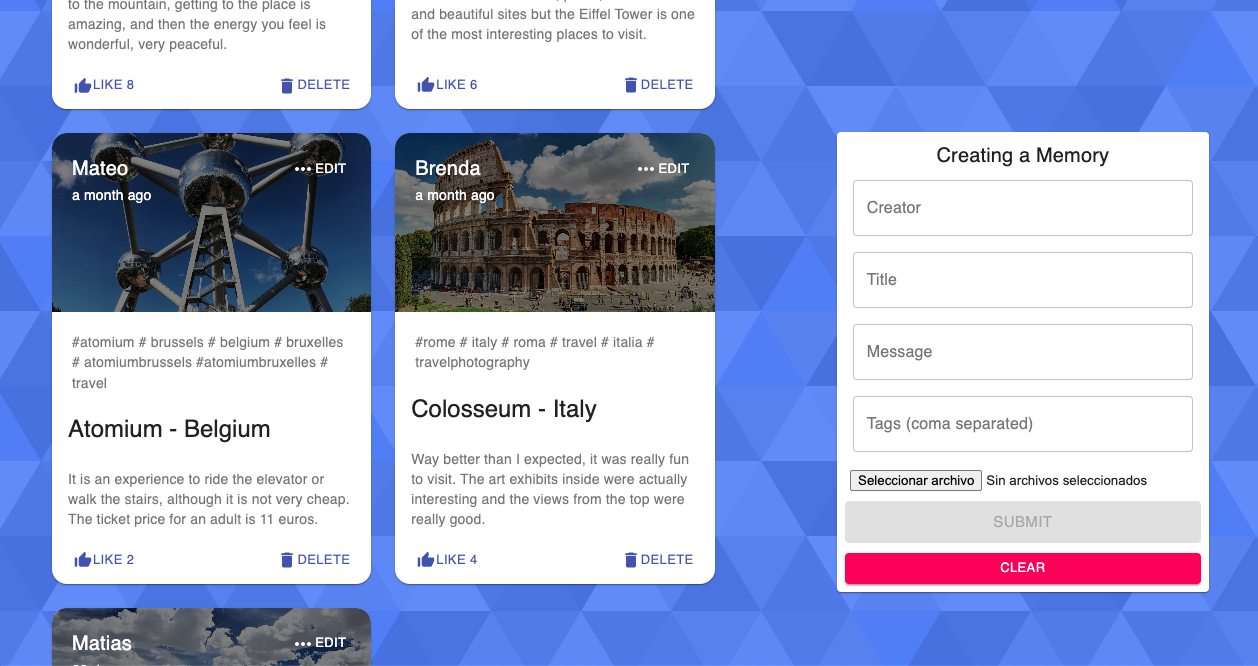 to the mountain, getting to the place is
amazing, and then the energy you feel is
wonderful, very peaceful.
LIKE 8
DELETE
and beautiful sites but the Eiffel Tower is one
of the most interesting places to visit.
LIKE 6
DELETE
Mateo
EDIT
a month ago
#atomium # brussels # belgium # bruxelles
# atomiumbrussels #atomiumbruxelles #
travel
Atomium - Belgium
It is an experience to ride the elevator or
walk the stairs, although it is not very cheap.
The ticket price for an adult is 11 euros.
LIKE 2
DELETE
Brenda
EDIT
a month ago
#rome # italy # roma # travel # italia #
travelphotography
Colosseum - Italy
Way better than I expected, it was really fun
to visit. The art exhibits inside were actually
interesting and the views from the top were
really good.
LIKE 4
DELETE
Matias
EDIT
Creating a Memory
Creator
Title
Message
Tags (coma separated)
Seleccionar archivo Sin archivos seleccionados
SUBMIT
CLEAR